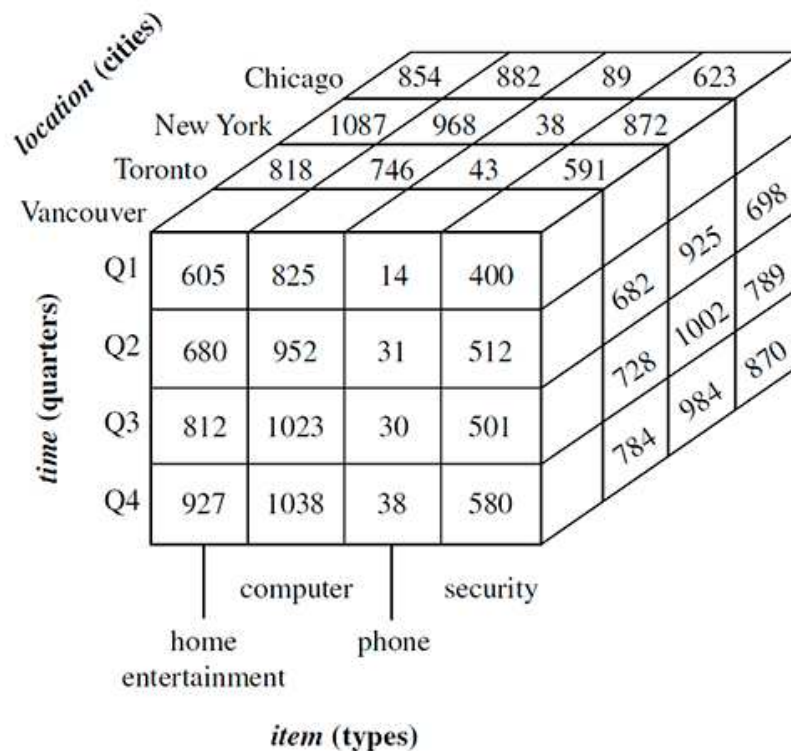 location (cities)
Chicago 854 882 89 623
New York 1087 968 38 872
Toronto 818 746 43 591
Vancouver
time (quarters)
Q1 605 825 14 400 682 925 698
Q2 680 952 31 512 728 1002 789
Q3 812 1023 30 501 784 984 870
Q4 927 1038 38 580
computer security
home phone
entertainment
item (types)